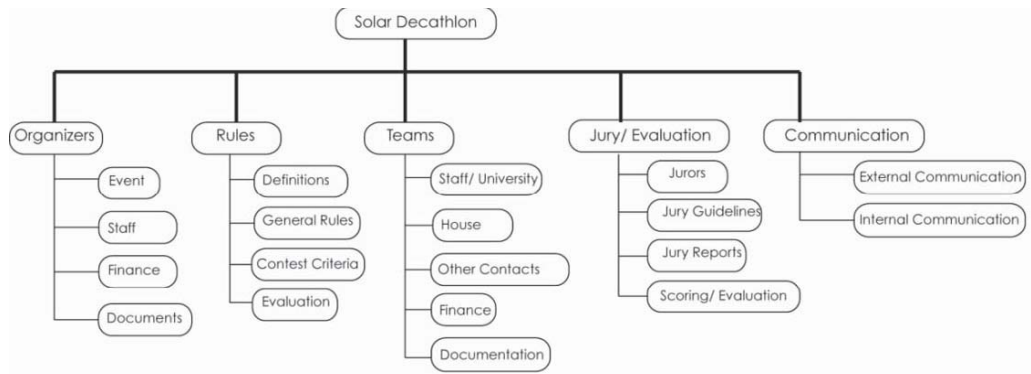 Solar Decathlon
Organizers
Rules
Teams
Jury/ Evaluation
Communication
Event
Staff
Finance
Documents
Definitions
General Rules
Contest Criteria
Evaluation
Staff/ University
House
Other Contacts
Finance
Documentation
Jurors
Jury Guidelines
Jury Reports
Scoring/ Evaluation
External Communication
Internal Communication